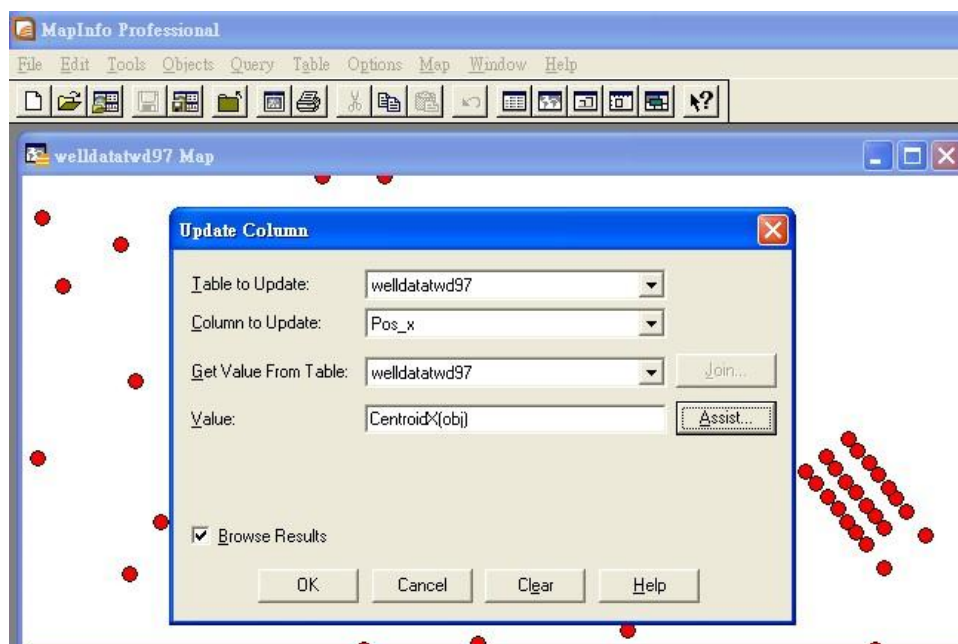 MapInfo Professional
File Edit Tools Objects Query Table Options Map Window Help
welldatatwd97 Map
Update Column
Table to Update: welldatatwd97
Column to Update: Pos_x
Get Value From Table: welldatatwd97 Join...
Value: CentroidX(obj) Assist...
Browse Results
OK Cancel Clear Help